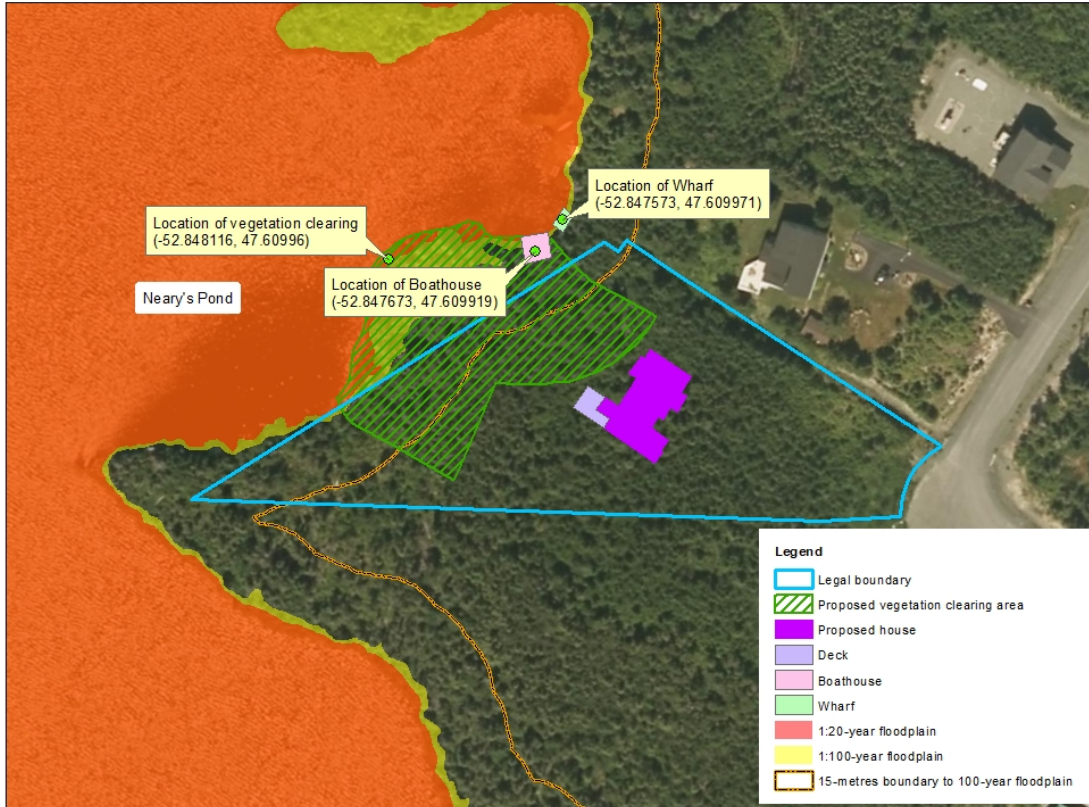 Location of Wharf
(-52.847573, 47.609971)
Location of vegetation clearing
(-52.848116, 47.60996)
Location of Boathouse
(-52.847673, 47.609919)
Neary's Pond
Legend
Legal boundary
Proposed vegetation clearing area
Proposed house
Deck
Boathouse
Wharf
1:20-year floodplain
1:100-year floodplain
15-metres boundary to 100-year floodplain